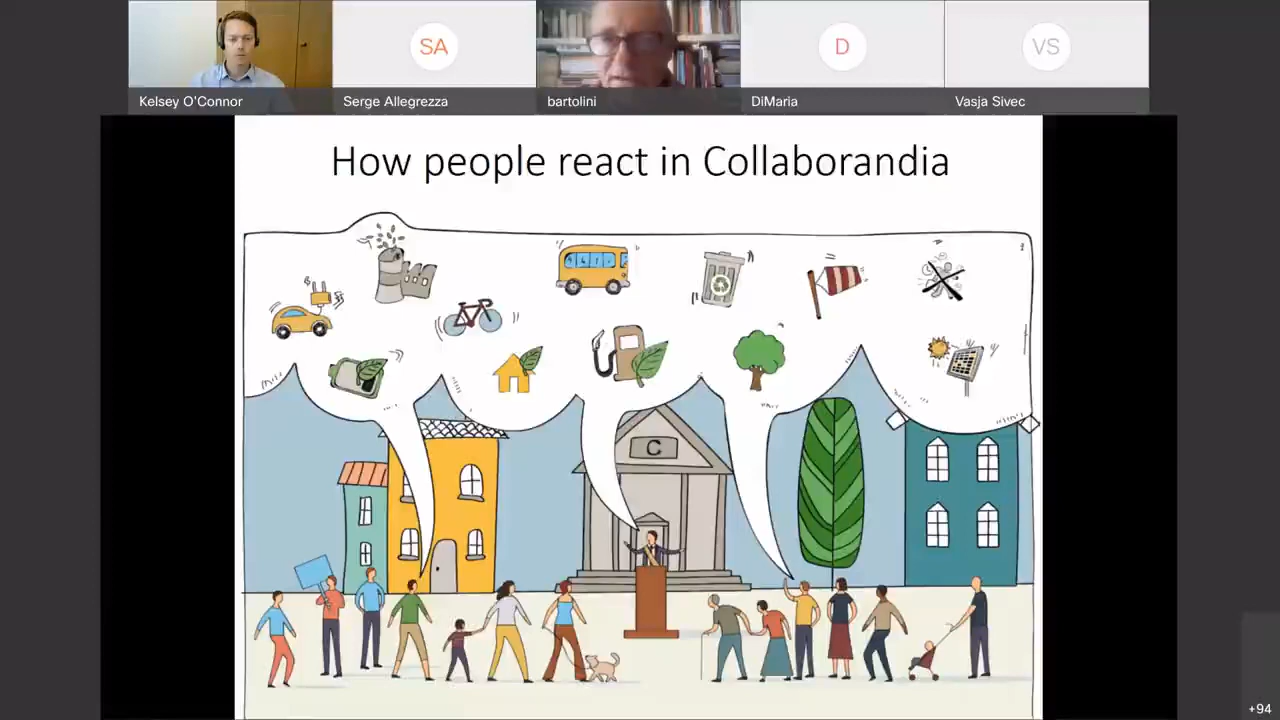 SA
D
VS
Kelsey O'Connor
Serge Allegrezza
bartolini
DiMaria
Vasja Sivec
How people react in Collaborandia
C
+94